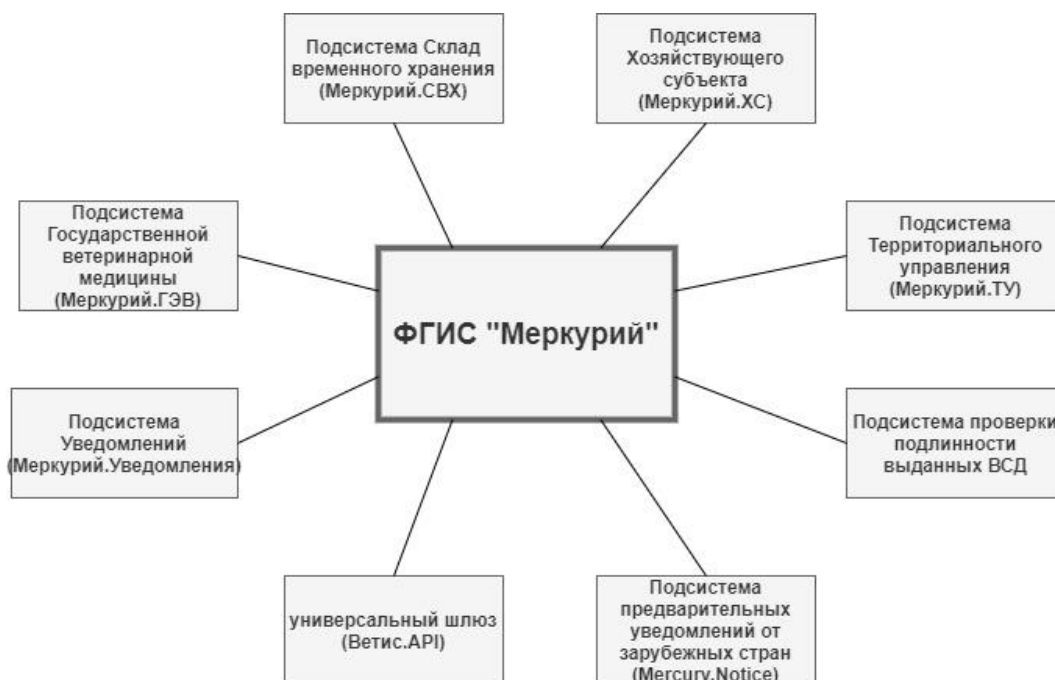 Подсистема Склад
временного хранения
(Меркурий.СВХ)
Подсистема
Хозяйствующего
субъекта
(Меркурий.ХС)
Подсистема
Государственной
ветеринарной
медицины
(Меркурий.ГЭВ)
Подсистема
Территориального
управления
(Меркурий.ТУ)
ФГИС "Меркурий"
Подсистема
Уведомлений
(Меркурий.Уведомления)
Подсистема проверки
подлинности
выданных ВСД
универсальный шлюз
(Ветис.API)
Подсистема
предварительных
уведомлений от
зарубежных стран
(Mercury.Notice)